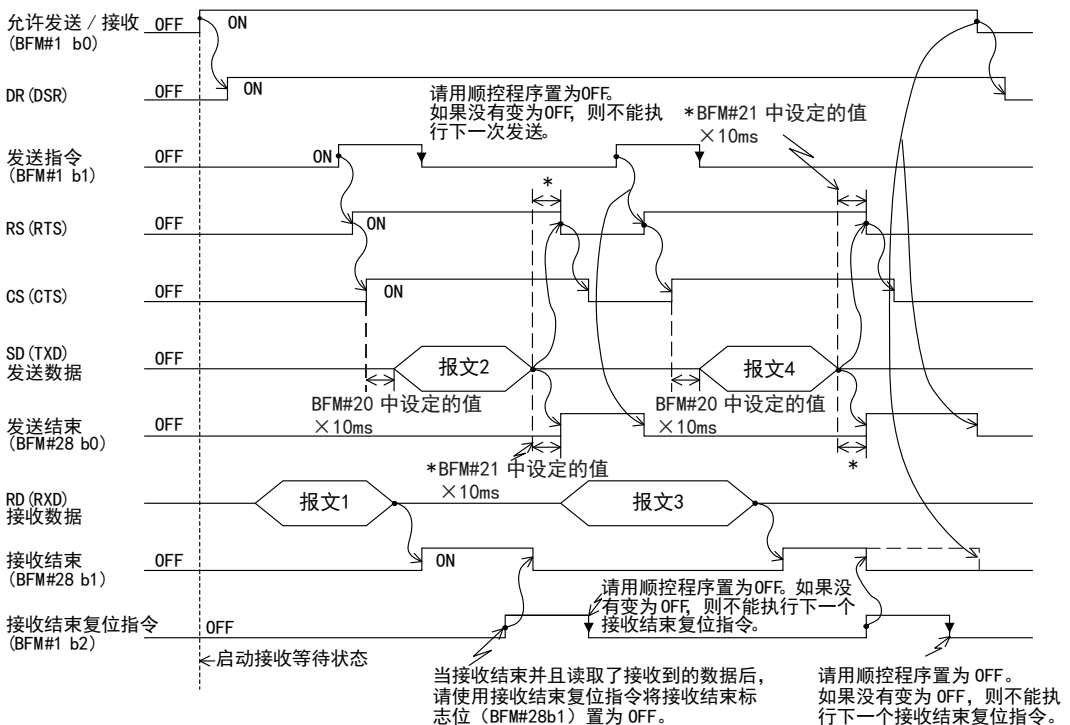 允许发送/接收 OFF ON
(BFM#1 b0)
DR(DSR) OFF ON
请用顺控程序置为OFF。
如果没有变为OFF，则不能执
行下一次发送。
*BFM#21 中设定的值
×10ms
发送指令 OFF ON
(BFM#1 b1)
*
RS(RTS) OFF ON
CS(CTS) OFF ON
SD(TXD) OFF 报文2 报文4
发送数据
BFM#20 中设定的值
×10ms
BFM#20 中设定的值
×10ms
发送结束 OFF
(BFM#28 b0)
*
*BFM#21 中设定的值
×10ms
RD(RXD) 报文1 报文3
接收数据
接收结束 OFF ON
(BFM#28 b1)
请用顺控程序置为OFF。如果没
有变为OFF，则不能执行下一个
接收结束复位指令。
接收结束复位指令 OFF
(BFM#1 b2)
启动接收等待状态
当接收结束并且读取了接收到的数据后，
请使用接收结束复位指令将接收结束标
志位（BFM#28b1）置为 OFF。
请用顺控程序置为 OFF。
如果没有变为 OFF，则不能执
行下一个接收结束复位指令。